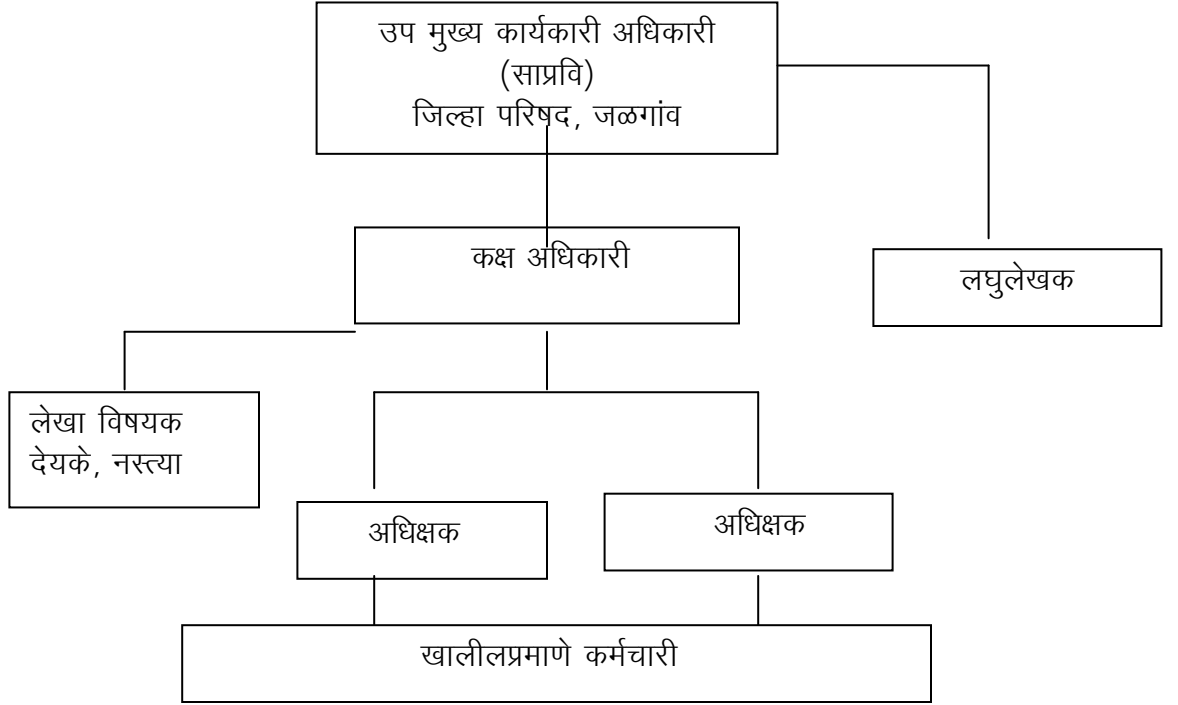 उप मुख्य कार्यकारी अधिकारी
(साप्रवि)
जिल्हा परिषद, जळगांव
कक्ष अधिकारी
लघुलेखक
लेखा विषयक
देयके, नस्त्या
अधिक्षक
अधिक्षक
खालीलप्रमाणे कर्मचारी